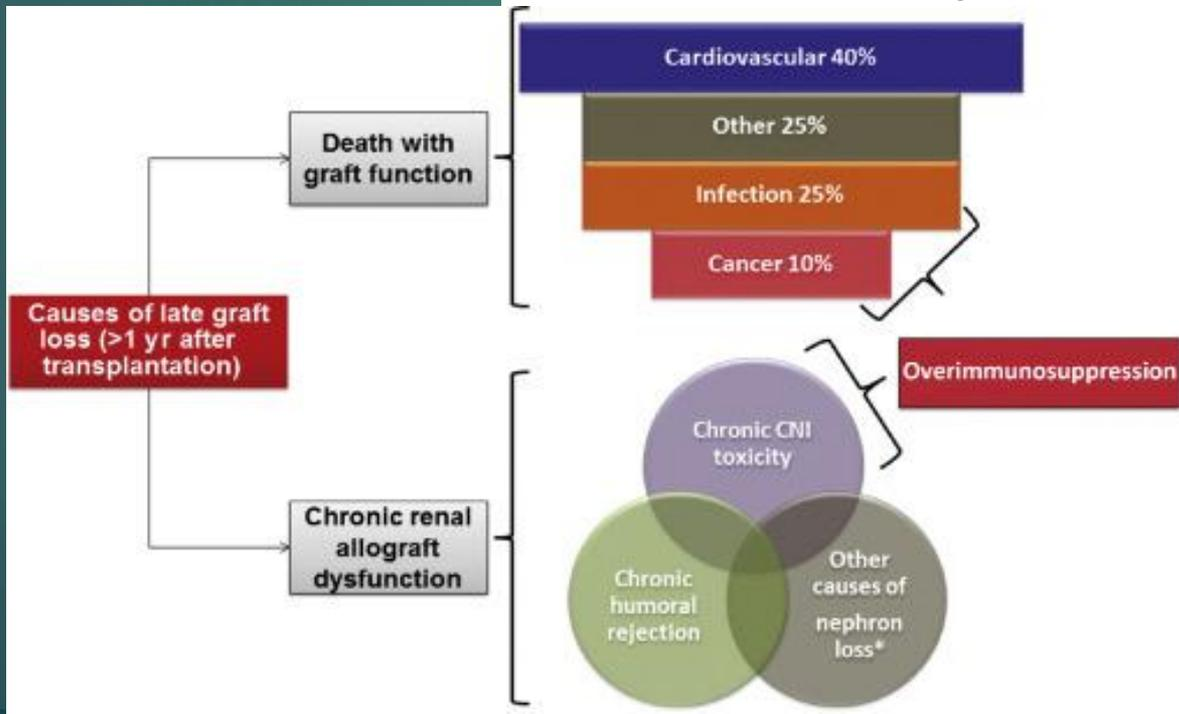 Cardiovascular 40%
Death with
graft function
Other 25%
Infection 25%
Cancer 10%
Causes of late graft
loss (>1 yr after
transplantation)
Overimmunosuppression
Chronic CNI
toxicity
Chronic renal
allograft
dysfunction
Chronic
humoral
rejection
Other
causes of
nephron
loss*